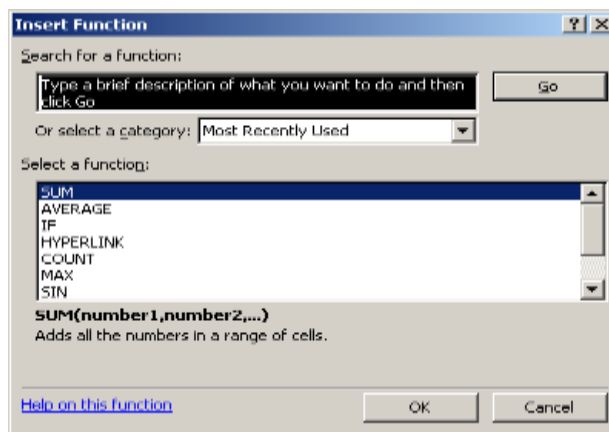 Insert Function
Search for a function:
Type a brief description of what you want to do and then
click Go
Go
Or select a category: Most Recently Used
Select a function:
SUM
AVERAGE
IF
HYPERLINK
COUNT
MAX
SIN
SUM(number1,number2,...)
Adds all the numbers in a range of cells.
Help on this function
OK
Cancel